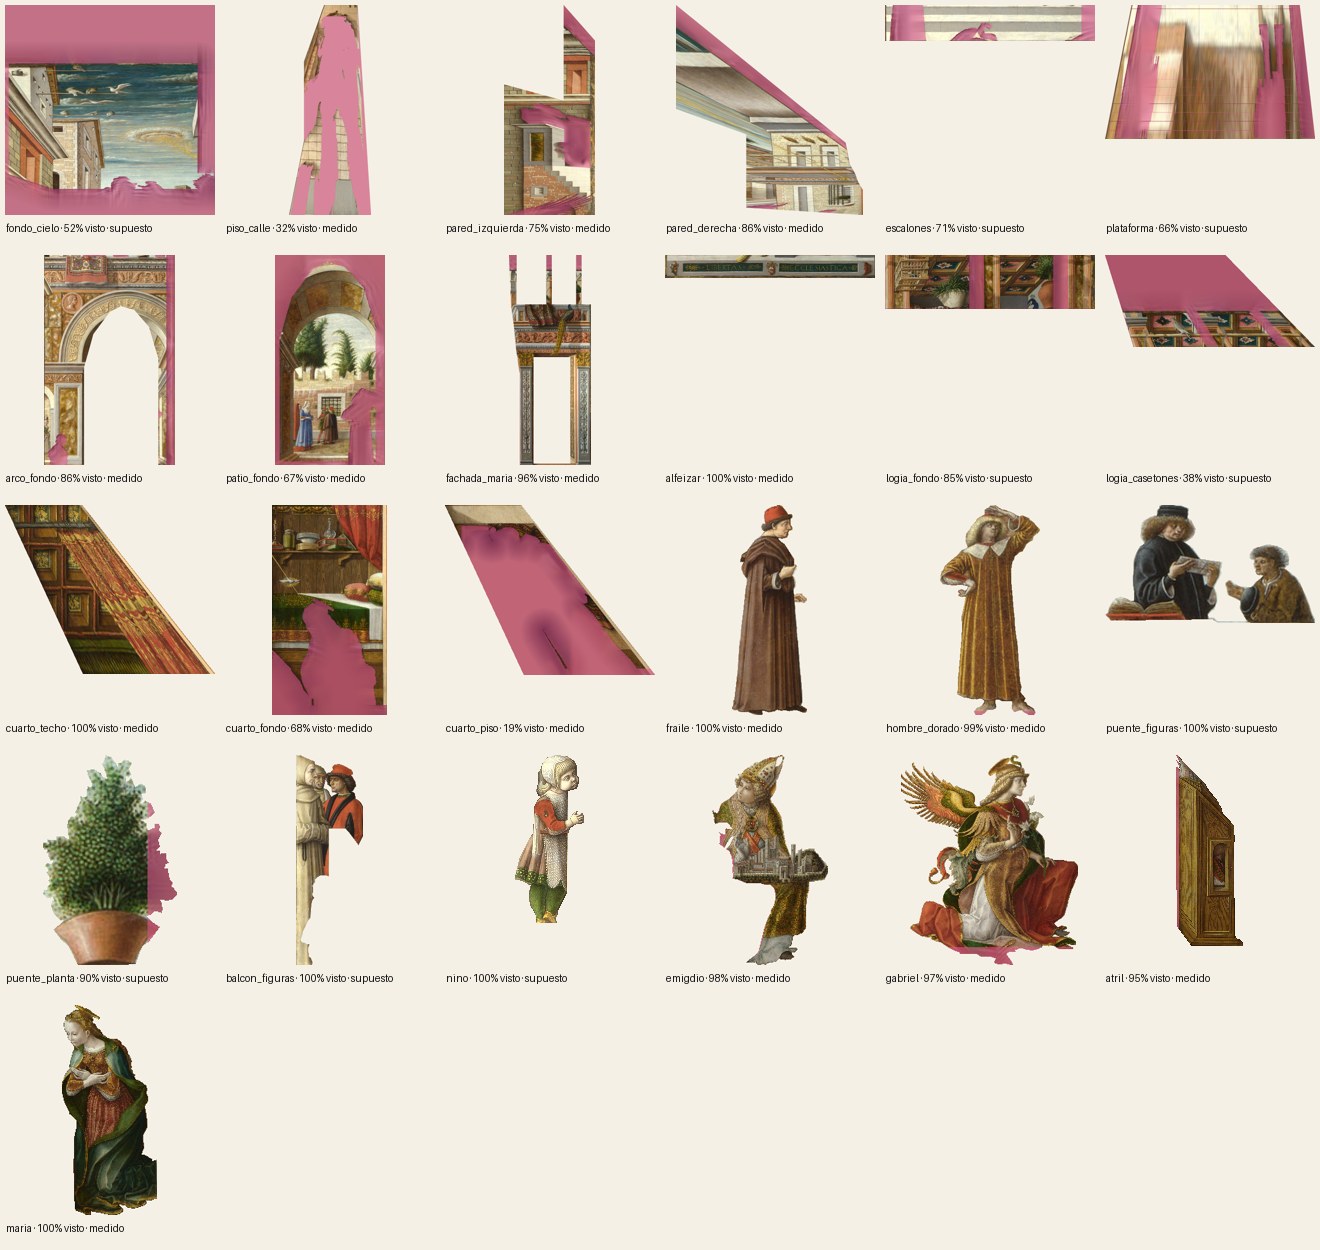 fondo_cielo · 52% visto · supuesto
piso_calle · 32% visto · medido
pared_izquierda · 75% visto · medido
pared_derecha · 86% visto · medido
escalones · 71% visto · supuesto
plataforma · 66% visto · supuesto
arco_fondo · 86% visto · medido
patio_fondo · 67% visto · medido
fachada_maria · 96% visto · medido
alfeizar · 100% visto · medido
logia_fondo · 85% visto · supuesto
logia_casetones · 38% visto · supuesto
cuarto_techo · 100% visto · medido
cuarto_fondo · 68% visto · medido
cuarto_piso · 19% visto · medido
fraile · 100% visto · medido
hombre_dorado · 99% visto · medido
puente_figuras · 100% visto · supuesto
puente_planta · 90% visto · supuesto
balcon_figuras · 100% visto · supuesto
nino · 100% visto · supuesto
emigdio · 98% visto · medido
gabriel · 97% visto · medido
atril · 95% visto · medido
maria · 100% visto · medido